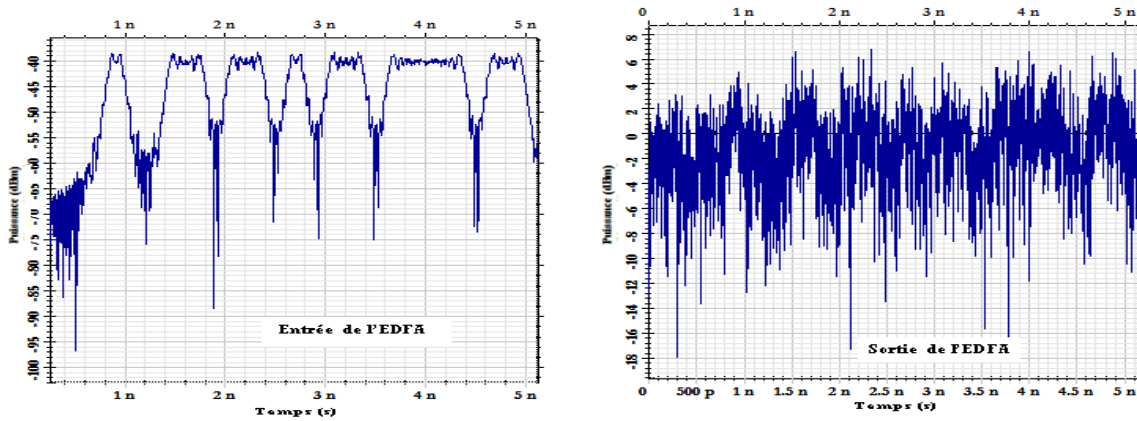 1 n 2 n 3 n 4 n 5 n
Puissance (dBm)
-40
-45
-50
-55
-60
-65
-70
-75
-80
-85
-90
-95
-100
Entrée de l'EDFA
1 n 2 n 3 n 4 n 5 n
Temps (s)
0 1 n 2 n 3 n 4 n 5 n
Puissance (dBm)
8
6
4
2
0
-2
-4
-6
-8
-10
-12
-14
-16
-18
Sortie de l'EDFA
0 500 p 1 n 1.5 n 2 n 2.5 n 3 n 3.5 n 4 n 4.5 n 5 n
Temps (s)